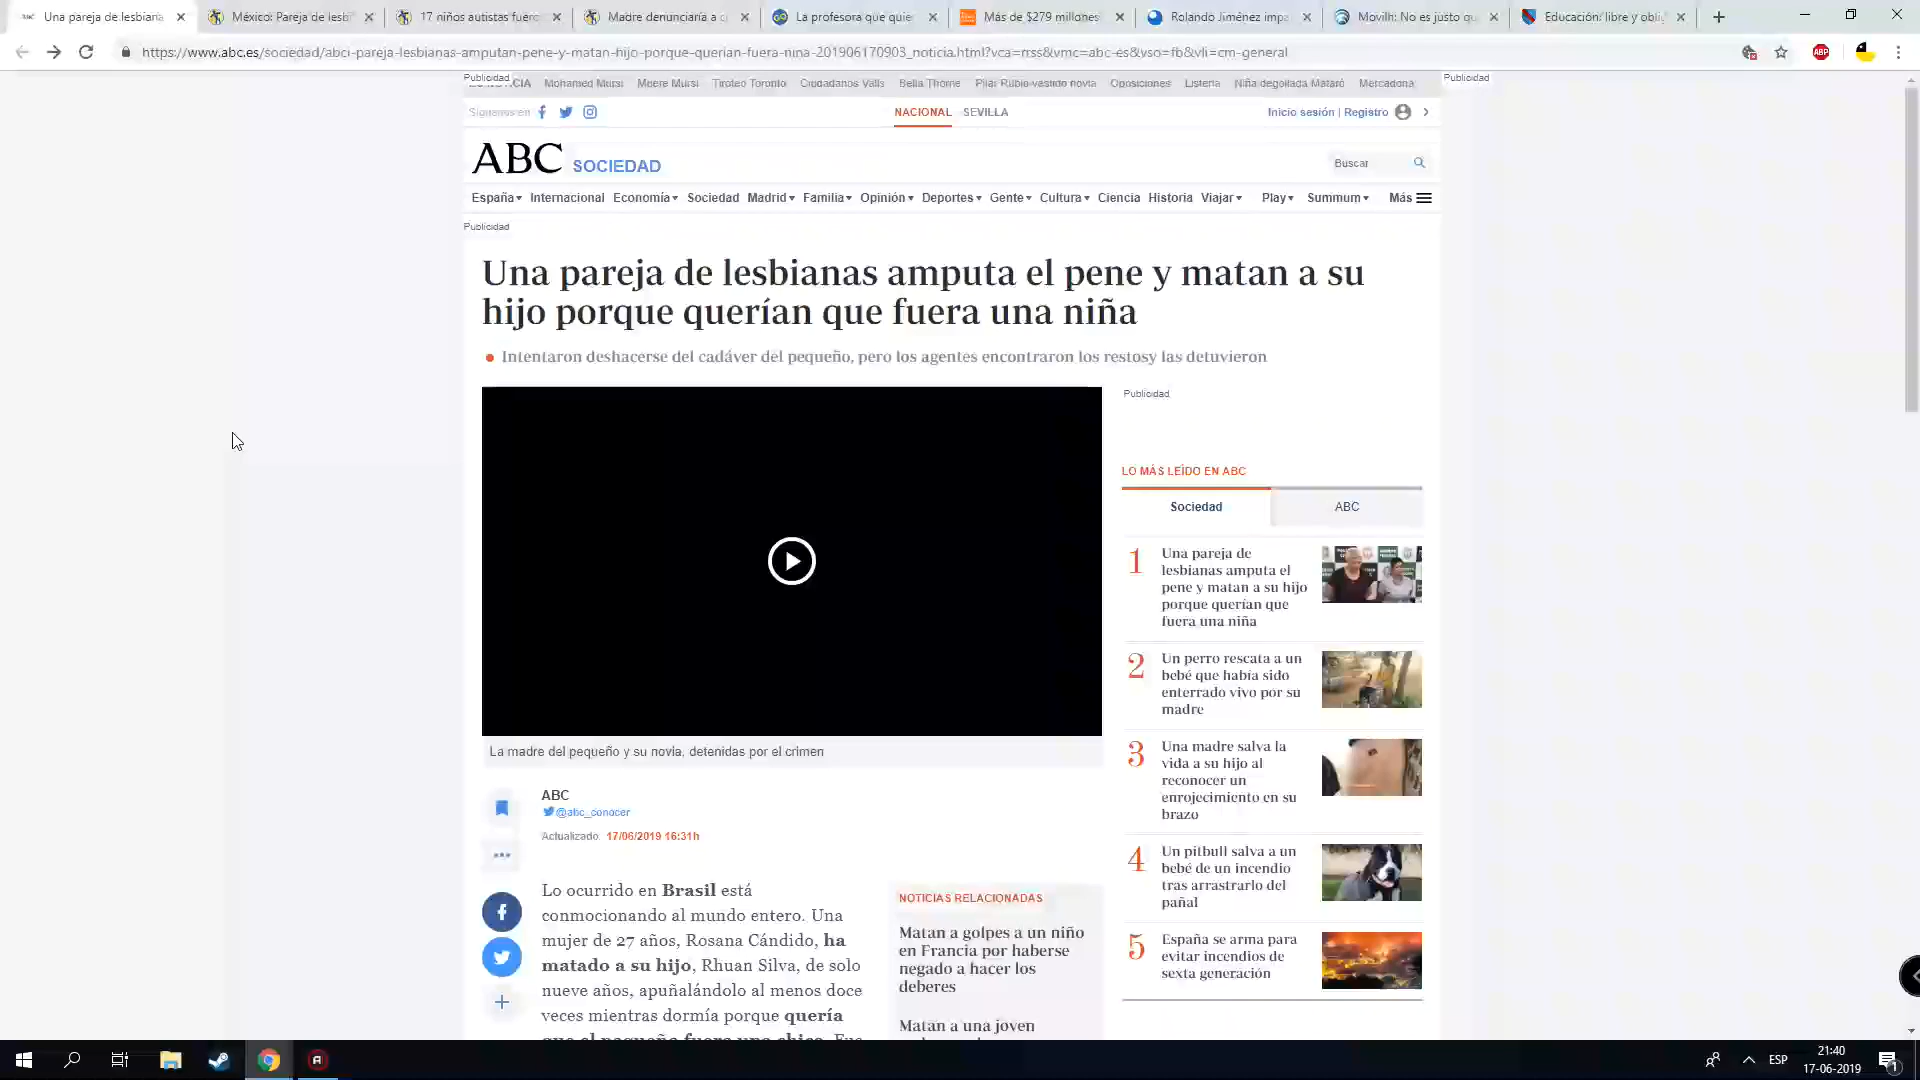 Una pareja de lesbiana
México: Pareja de lesb
17 niños autistas fuero
Madre denunciaría a c
La profesora que quie
Más de $279 millones
Rolando Jiménez impa
Movilh: No es justo qu
Educación: libre y oblig
https://www.abc.es/sociedad/abci-pareja-lesbianas-amputan-pene-y-matan-hijo-porque-querian-fuera-nina-201906170903_noticia.html?vca=rrss&vmc=abc-es&vso=fb&vli=cm-general
ABP
Publicidad
Mohamed Mursi Muere Mursi Tiroteo Toronto Ciudadanos Valls Bella Thorne Pilar Rubio vestido novia Oposiciones Listeria Niña degollada Mataró Mercadona
Publicidad
Síguenos en
NACIONAL SEVILLA
Inicio sesión | Registro
ABC SOCIEDAD
Buscar
España Internacional Economía Sociedad Madrid Familia Opinión Deportes Gente Cultura Ciencia Historia Viajar Play Summum Más
Publicidad
Una pareja de lesbianas amputa el pene y matan a su
hijo porque querían que fuera una niña
Intentaron deshacerse del cadáver del pequeño, pero los agentes encontraron los restosy las detuvieron
La madre del pequeño y su novia, detenidas por el crimen
ABC
@abc_conocer
Actualizado: 17/06/2019 16:31h
Lo ocurrido en Brasil está
conmocionando al mundo entero. Una
mujer de 27 años, Rosana Cándido, ha
matado a su hijo, Rhuan Silva, de solo
nueve años, apuñalándolo al menos doce
veces mientras dormía porque quería
que el pequeño fuera una chica. Fue
NOTICIAS RELACIONADAS
Matan a golpes a un niño
en Francia por haberse
negado a hacer los
deberes
Matan a una joven
Publicidad
LO MÁS LEÍDO EN ABC
Sociedad
ABC
1
Una pareja de
lesbianas amputa el
pene y matan a su hijo
porque querían que
fuera una niña
2
Un perro rescata a un
bebé que había sido
enterrado vivo por su
madre
3
Una madre salva la
vida a su hijo al
reconocer un
enrojecimiento en su
brazo
4
Un pitbull salva a un
bebé de un incendio
tras arrastrarlo del
pañal
5
España se arma para
evitar incendios de
sexta generación
ESP
21:40
17-06-2019
1